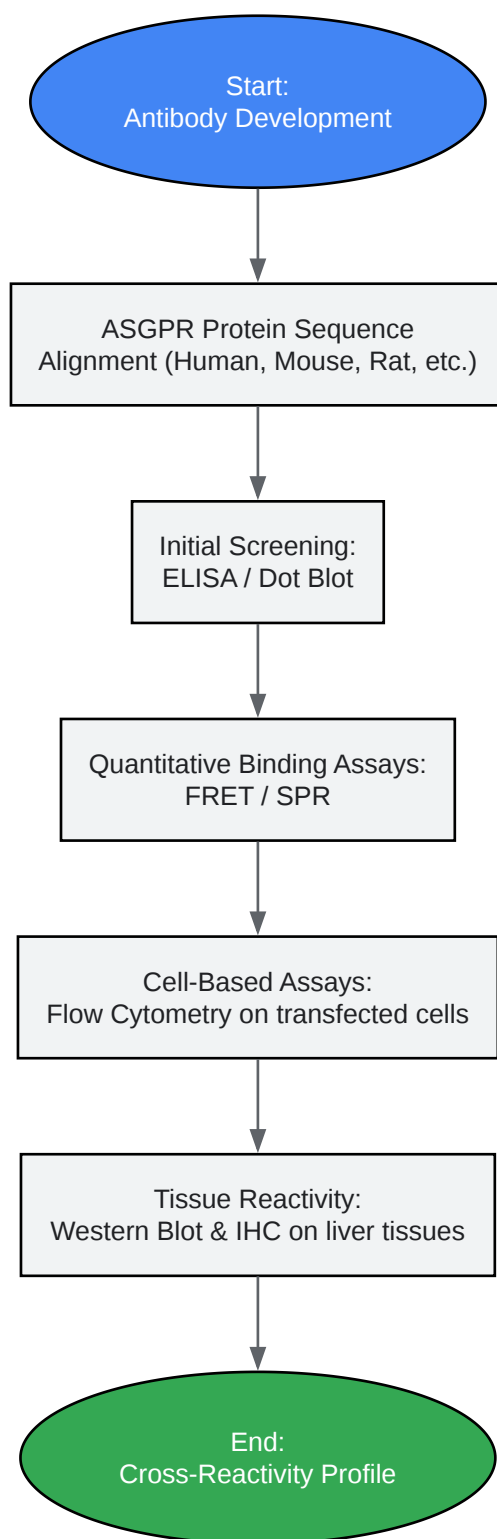 Start:
Antibody Development
ASGPR Protein Sequence
Alignment (Human, Mouse, Rat, etc.)
Initial Screening:
ELISA / Dot Blot
Quantitative Binding Assays:
FRET / SPR
Cell-Based Assays:
Flow Cytometry on transfected cells
Tissue Reactivity:
Western Blot & IHC on liver tissues
End:
Cross-Reactivity Profile